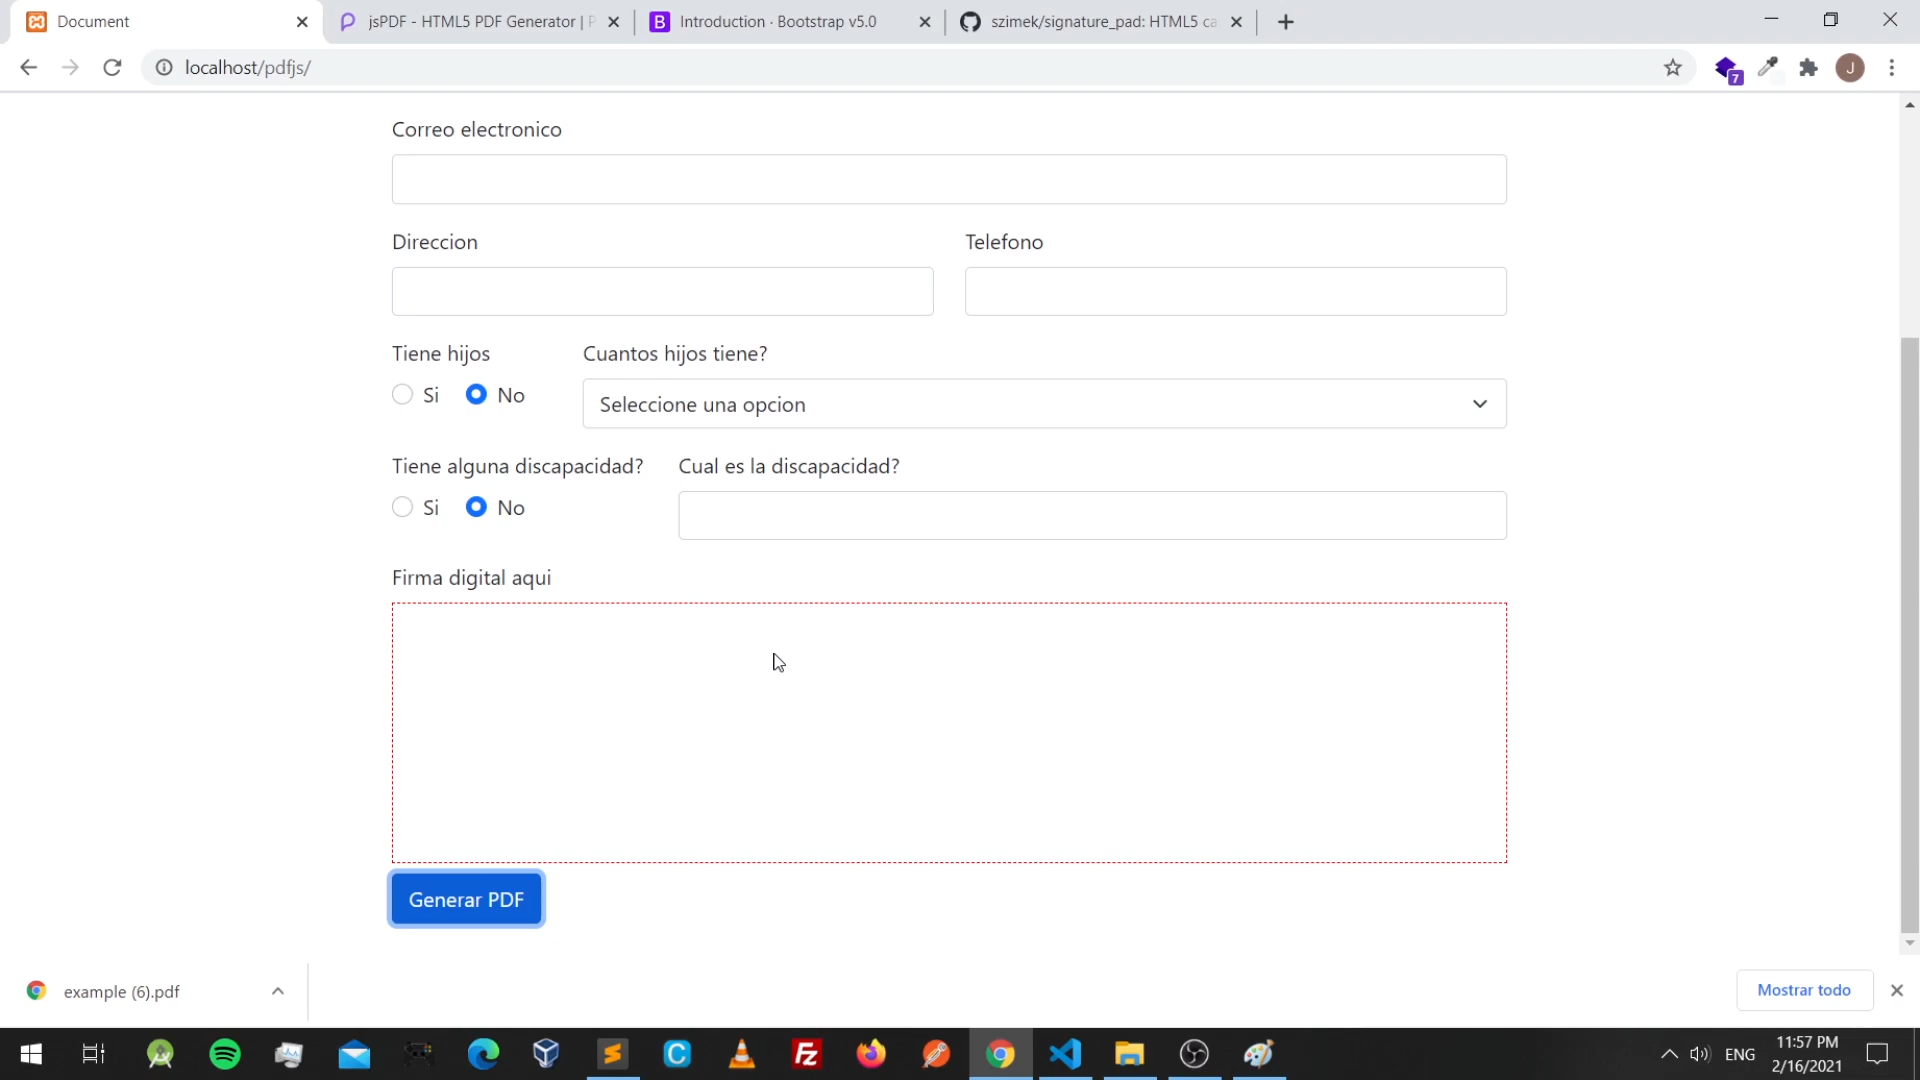 Document
jsPDF - HTML5 PDF Generator |
Introduction · Bootstrap v5.0
szimek/signature_pad: HTML5 ca
localhost/pdfjs/
7
J
Correo electronico
Direccion
Telefono
Tiene hijos
Cuantos hijos tiene?
Si
No
Seleccione una opcion
Tiene alguna discapacidad?
Cual es la discapacidad?
Si
No
Firma digital aqui
Generar PDF
example (6).pdf
Mostrar todo
ENG
11:57 PM
2/16/2021